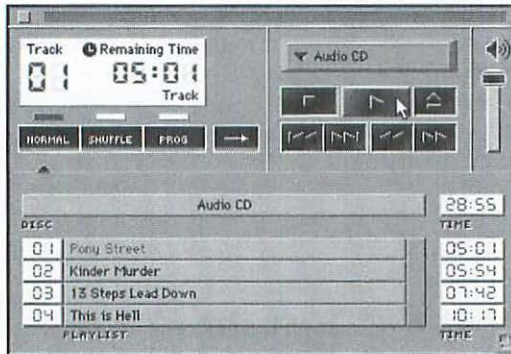 Track Remaining Time
01 05:01
Track
Audio CD
NORMAL SHUFFLE PROG
Audio CD 28:55
DISC TIME
01 Pony Street 05:01
02 Kinder Murder 05:54
03 13 Steps Lead Down 07:42
04 This is Hell 10:17
PLAYLIST TIME